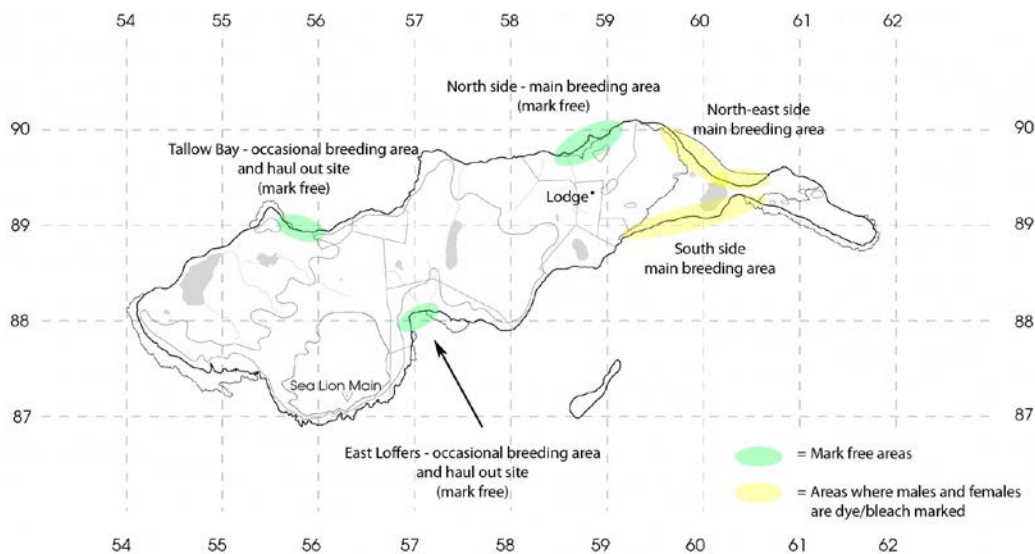 54 55 56 57 58 59 60 61 62
North side - main breeding area
(mark free)
North-east side
main breeding area
90 90
Tallow Bay - occasional breeding area
and haul out site
(mark free)
Lodge
89 89
South side
main breeding area
88 88
Sea Lion Main
87 87
East Loffers - occasional breeding area
and haul out site
(mark free)
= Mark free areas
= Areas where males and females
are dye/bleach marked
54 55 56 57 58 59 60 61 62